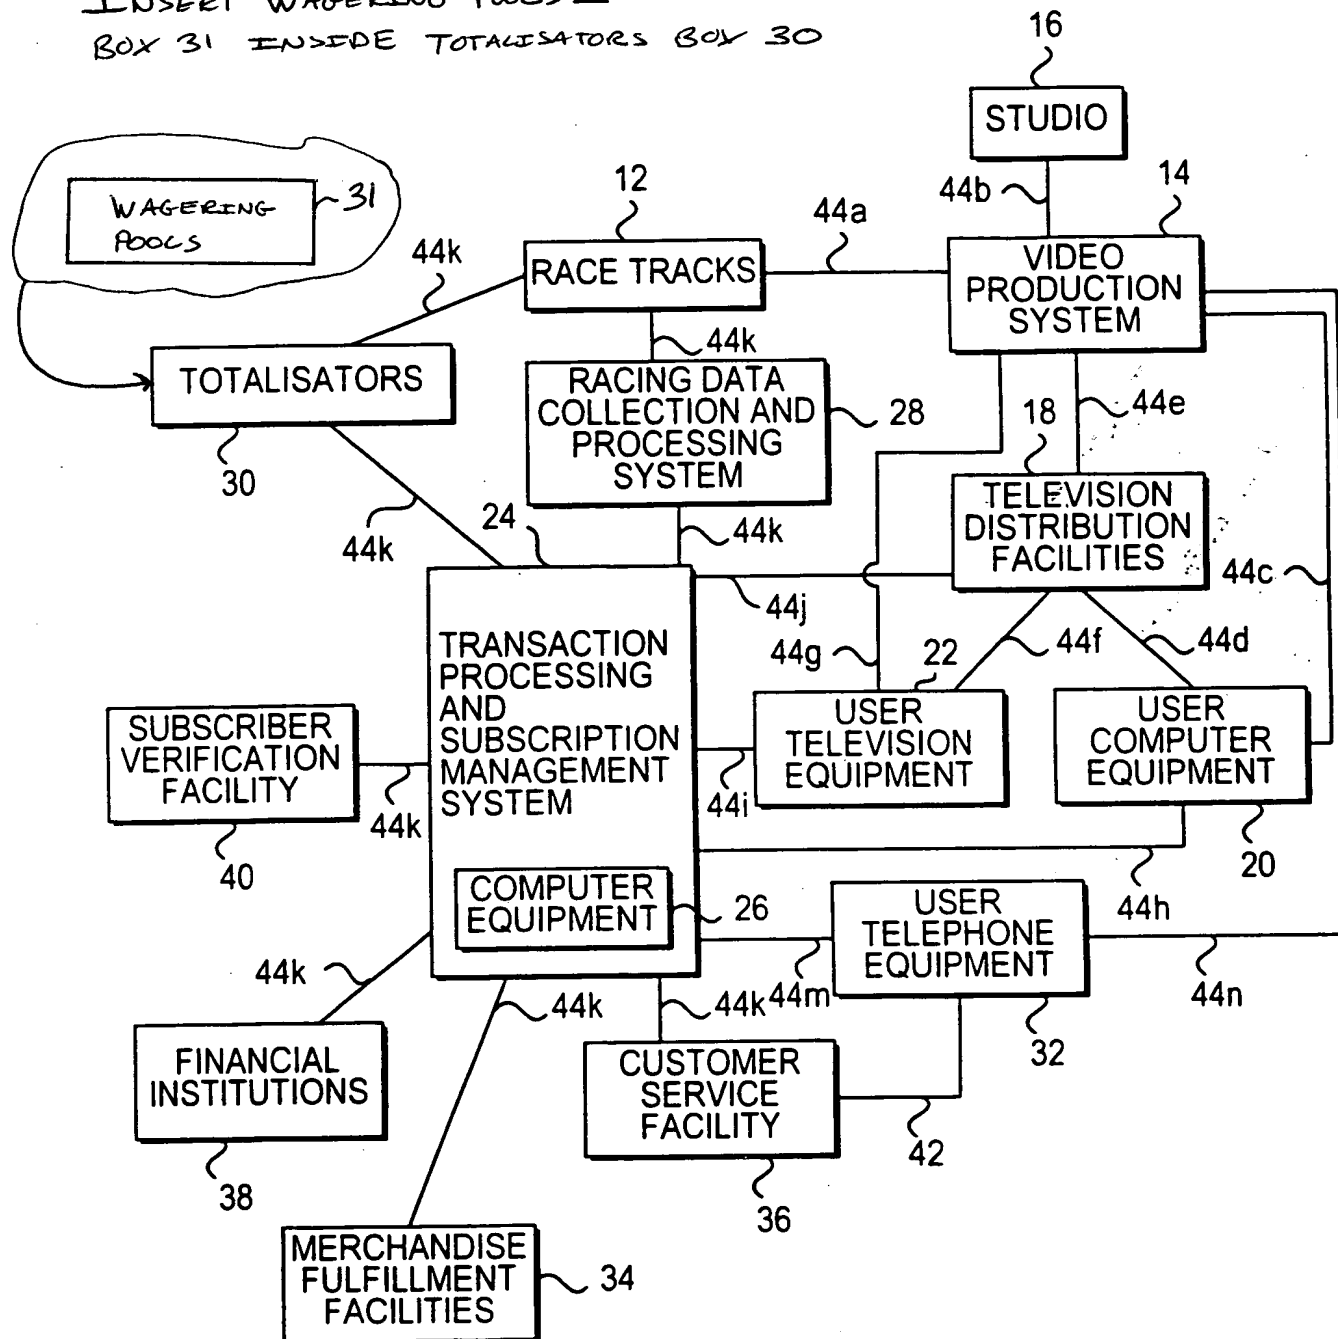 INSERT WAGERING POOLS
BOX 31 INSIDE TOTALISATORS BOX 30
16
STUDIO
WAGERING
POOLS
31
12
44b
14
44a
44k
RACE TRACKS
VIDEO
PRODUCTION
SYSTEM
44k
TOTALISATORS
RACING DATA
COLLECTION AND
PROCESSING
SYSTEM
28
18
44e
30
TELEVISION
DISTRIBUTION
FACILITIES
24
44k
44k
44c
44j
TRANSACTION
PROCESSING
AND
SUBSCRIPTION
MANAGEMENT
SYSTEM
44g
22
44f
44d
SUBSCRIBER
VERIFICATION
FACILITY
USER
TELEVISION
EQUIPMENT
USER
COMPUTER
EQUIPMENT
44k
44i
40
20
COMPUTER
EQUIPMENT
26
USER
TELEPHONE
EQUIPMENT
44h
44k
44k
44k
44m
44n
32
FINANCIAL
INSTITUTIONS
CUSTOMER
SERVICE
FACILITY
42
38
36
MERCHANDISE
FULFILLMENT
FACILITIES
34